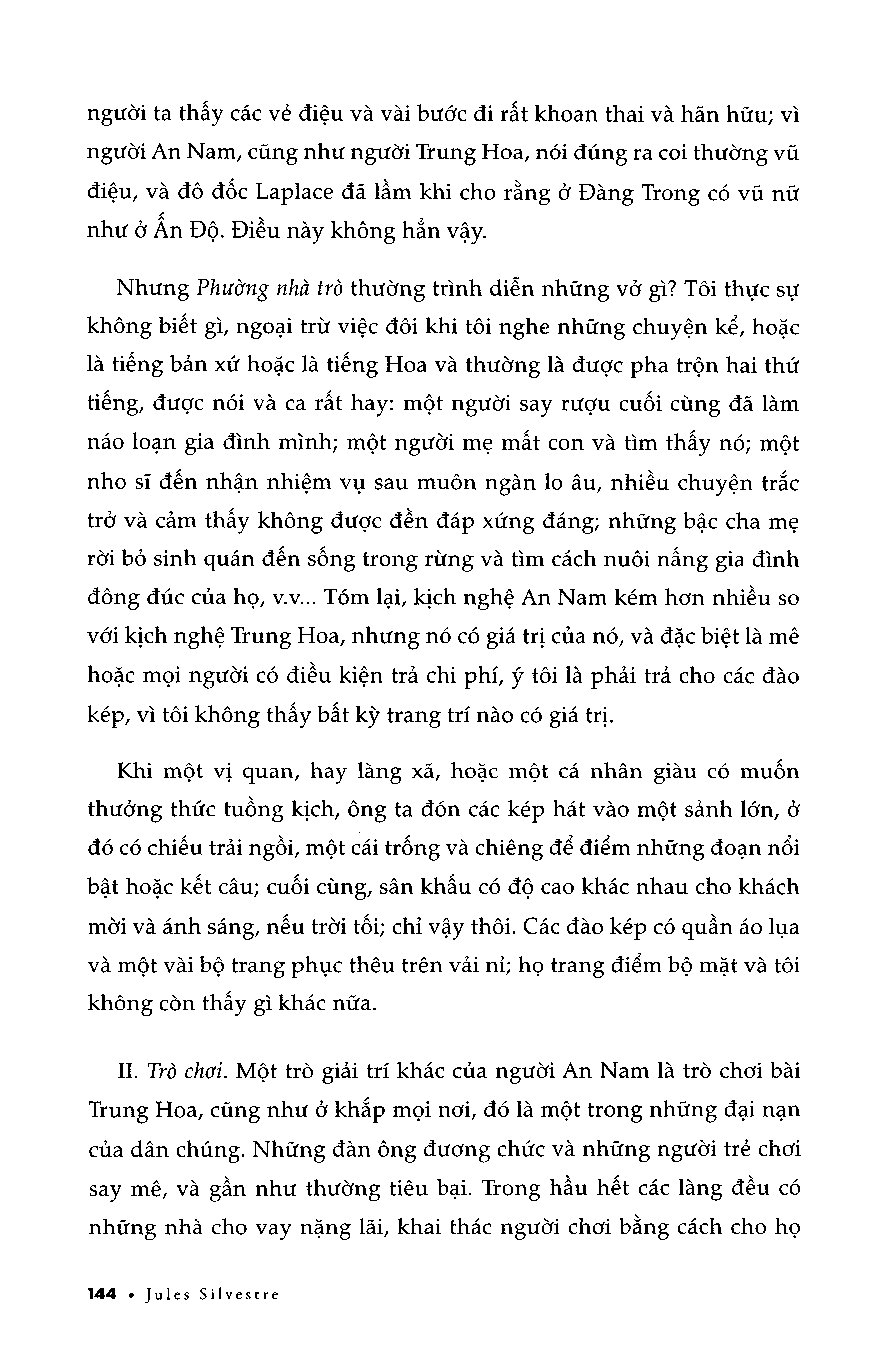 người ta thấy các vẻ điệu và vài bước đi rất khoan thai và hãn hữu; vì
người An Nam, cũng như người Trung Hoa, nói đúng ra coi thường vũ
điệu, và đô đốc Laplace đã lầm khi cho rằng ở Đàng Trong có vũ nữ
như ở Ấn Độ. Điều này không hẳn vậy.
Nhưng Phường nhà trò thường trình diễn những vở gì? Tôi thực sự
không biết gì, ngoại trừ việc đôi khi tôi nghe những chuyện kể, hoặc
là tiếng bản xứ hoặc là tiếng Hoa và thường là được pha trộn hai thứ
tiếng, được nói và ca rất hay: một người say rượu cuối cùng đã làm
náo loạn gia đình mình; một người mẹ mất con và tìm thấy nó; một
nho sĩ đến nhận nhiệm vụ sau muôn ngàn lo âu, nhiều chuyện trắc
trở và cảm thấy không được đền đáp xứng đáng; những bậc cha mẹ
rời bỏ sinh quán đến sống trong rừng và tìm cách nuôi nấng gia đình
đông đúc của họ, v.v... Tóm lại, kịch nghệ An Nam kém hơn nhiều so
với kịch nghệ Trung Hoa, nhưng nó có giá trị của nó, và đặc biệt là mê
hoặc mọi người có điều kiện trả chi phí, ý tôi là phải trả cho các đào
kép, vì tôi không thấy bất kỳ trang trí nào có giá trị.
Khi một vị quan, hay làng xã, hoặc một cá nhân giàu có muốn
thưởng thức tuồng kịch, ông ta đón các kép hát vào một sảnh lớn, ở
đó có chiếu trải ngồi, một cái trống và chiêng để điểm những đoạn nổi
bật hoặc kết câu; cuối cùng, sân khấu có độ cao khác nhau cho khách
mời và ánh sáng, nếu trời tối; chỉ vậy thôi. Các đào kép có quần áo lụa
và một vài bộ trang phục thêu trên vải nỉ; họ trang điểm bộ mặt và tôi
không còn thấy gì khác nữa.
II. Trò chơi. Một trò giải trí khác của người An Nam là trò chơi bài
Trung Hoa, cũng như ở khắp mọi nơi, đó là một trong những đại nạn
của dân chúng. Những đàn ông đương chức và những người trẻ chơi
say mê, và gần như thường tiêu bại. Trong hầu hết các làng đều có
những nhà cho vay nặng lãi, khai thác người chơi bằng cách cho họ
144 • Jules Silvestre